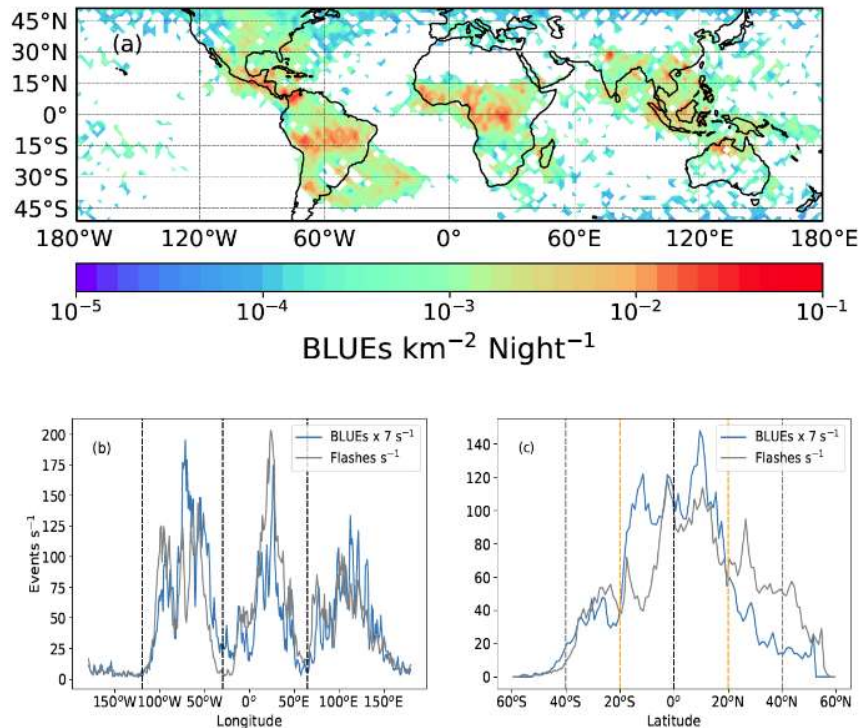 45°N
(a)
30°N
15°N
0°
15°S
30°S
45°S
180°W 120°W 60°W 0° 60°E 120°E 180°E
10⁻⁵ 10⁻⁴ 10⁻³ 10⁻² 10⁻¹
BLUEs km⁻² Night⁻¹
200
(b)
BLUEs x 7 s⁻¹
Flashes s⁻¹
175
150
125
100
75
50
25
0
Events s⁻¹
150°W 100°W 50°W 0° 50°E 100°E 150°E
Longitude
140
(c)
BLUEs x 7 s⁻¹
Flashes s⁻¹
120
100
80
60
40
20
0
60°S 40°S 20°S 0° 20°N 40°N 60°N
Latitude